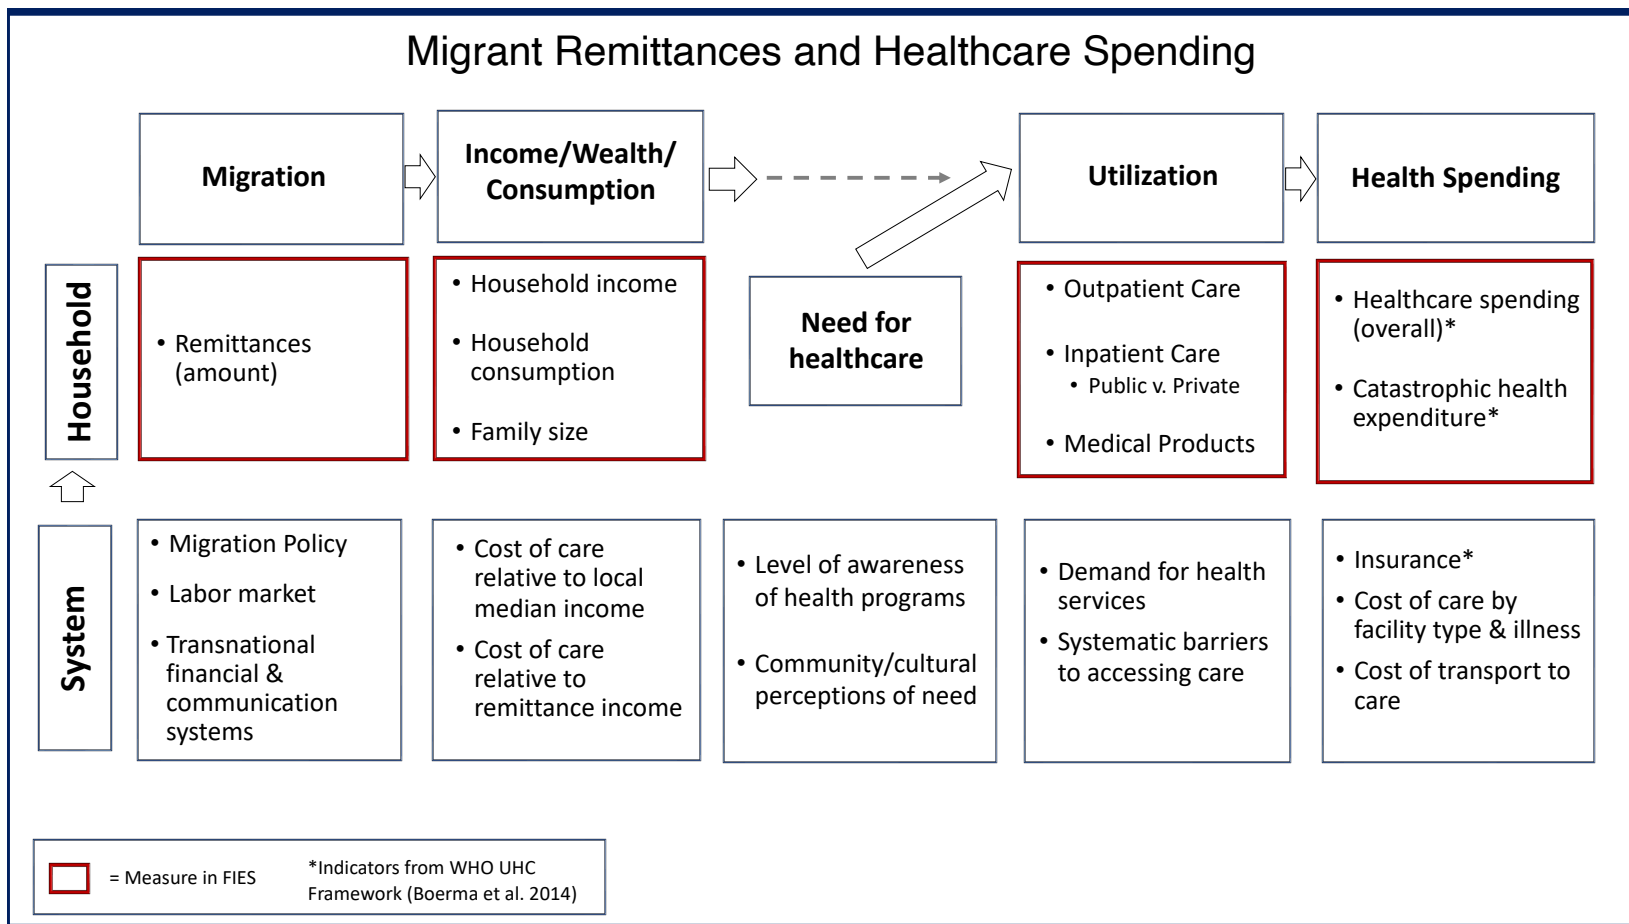 Migrant Remittances and Healthcare Spending
Migration
Income/Wealth/
Consumption
Utilization
Health Spending
Household
• Remittances
(amount)
• Household income
• Household
consumption
• Family size
Need for
healthcare
• Outpatient Care
• Inpatient Care
• Public v. Private
• Medical Products
• Healthcare spending
(overall)*
• Catastrophic health
expenditure*
System
• Migration Policy
• Labor market
• Transnational
financial &
communication
systems
• Cost of care
relative to local
median income
• Cost of care
relative to
remittance income
• Level of awareness
of health programs
• Community/cultural
perceptions of need
• Demand for health
services
• Systematic barriers
to accessing care
• Insurance*
• Cost of care by
facility type & illness
• Cost of transport to
care
= Measure in FIES
*Indicators from WHO UHC
Framework (Boerma et al. 2014)